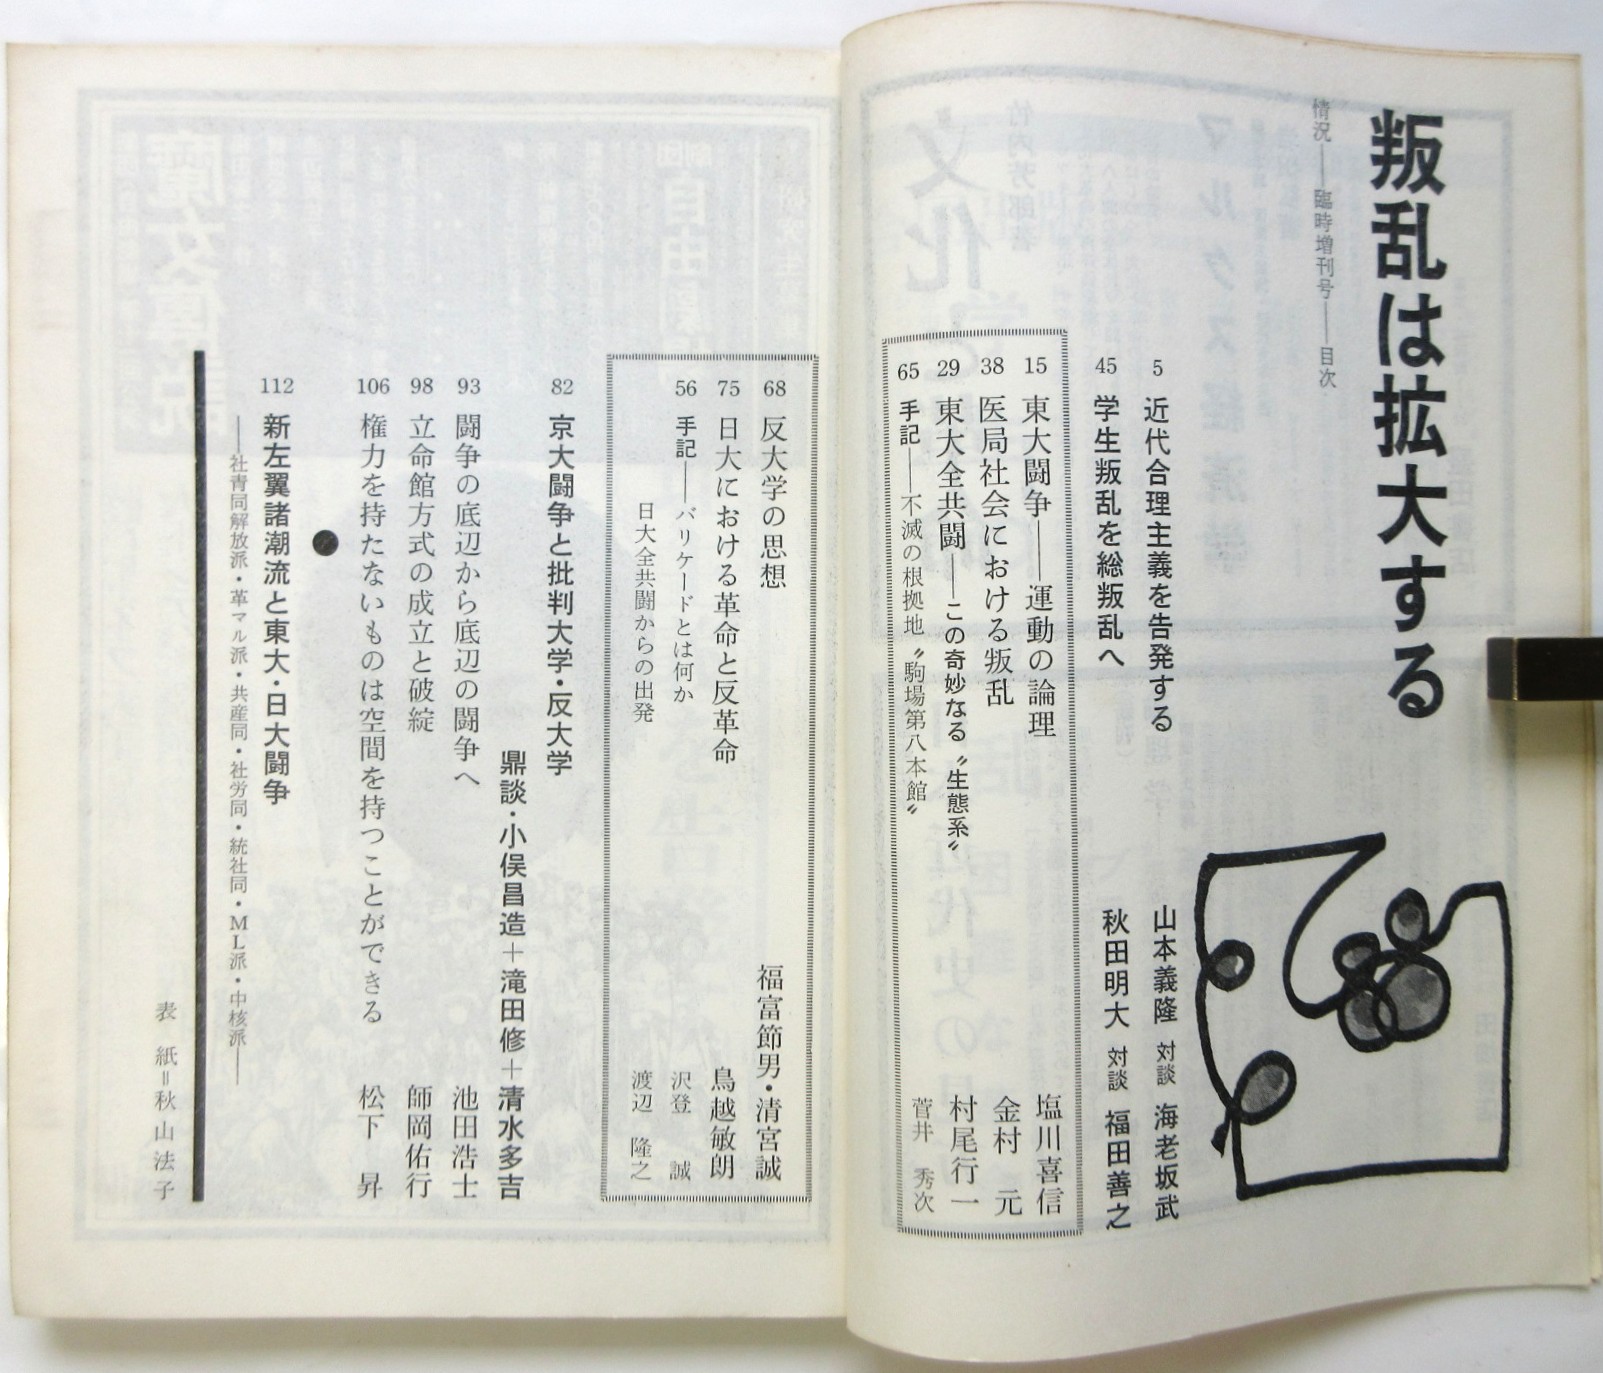 叛乱は拡大する
情況——臨時増刊号——目次
5 近代合理主義を告発する 山本義隆 対談 海老坂武
45 学生叛乱を総叛乱へ 秋田明大 対談 福田善之
15 東大闘争——運動の論理 塩川喜信
38 医局社会における叛乱 金村 元
29 東大全共闘——この奇妙なる〝生態系〟 村尾行一
65 手記——不滅の根拠地〝駒場第八本館〟 菅井 秀次
68 反大学の思想 福富節男・清宮誠
75 日大における革命と反革命 鳥越敏朗
56 手記——バリケードとは何か 沢登 誠
日大全共闘からの出発 渡辺 隆之
82 京大闘争と批判大学・反大学
鼎談・小俣昌造＋滝田修＋清水多吉
93 闘争の底辺から底辺の闘争へ 池田浩士
98 立命館方式の成立と破綻 師岡佑行
106 権力を持たないものは空間を持つことができる 松下 昇
●
112 新左翼諸潮流と東大・日大闘争
——社青同解放派・革マル派・共産同・社労同・統社同・ML派・中核派——
表 紙＝秋山法子